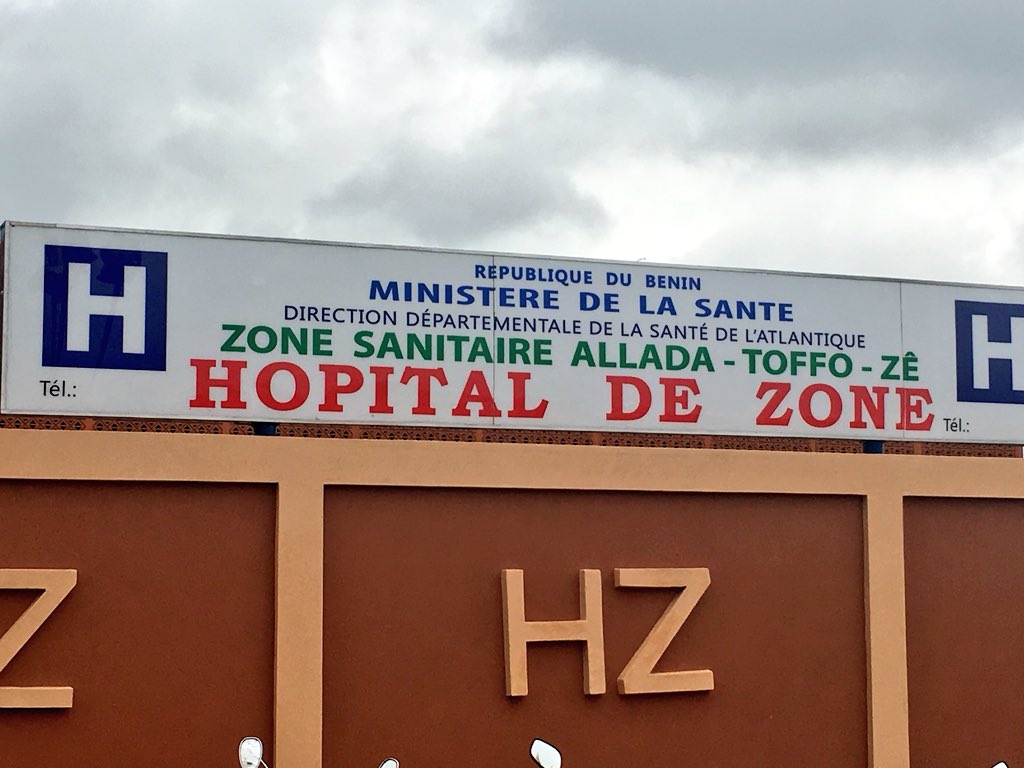 H
REPUBLIQUE DU BENIN
MINISTERE DE LA SANTE
DIRECTION DÉPARTEMENTALE DE LA SANTÉ DE L'ATLANTIQUE
ZONE SANITAIRE ALLADA - TOFFO - ZÊ
HOPITAL DE ZONE
Tél.:
H
Tél.:
Z
HZ